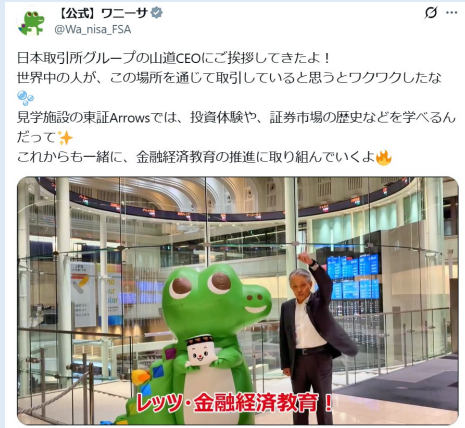 【公式】ワニーサ
@Wa_nisa_FSA
日本取引所グループの山道CEOにご挨拶してきたよ！
世界中の人が、この場所を通じて取引していると思うとワクワクしたな
🫧
見学施設の東証Arrowsでは、投資体験や、証券市場の歴史などを学べるん
だって✨
これからも一緒に、金融経済教育の推進に取り組んでいくよ🔥
レッツ・金融経済教育！